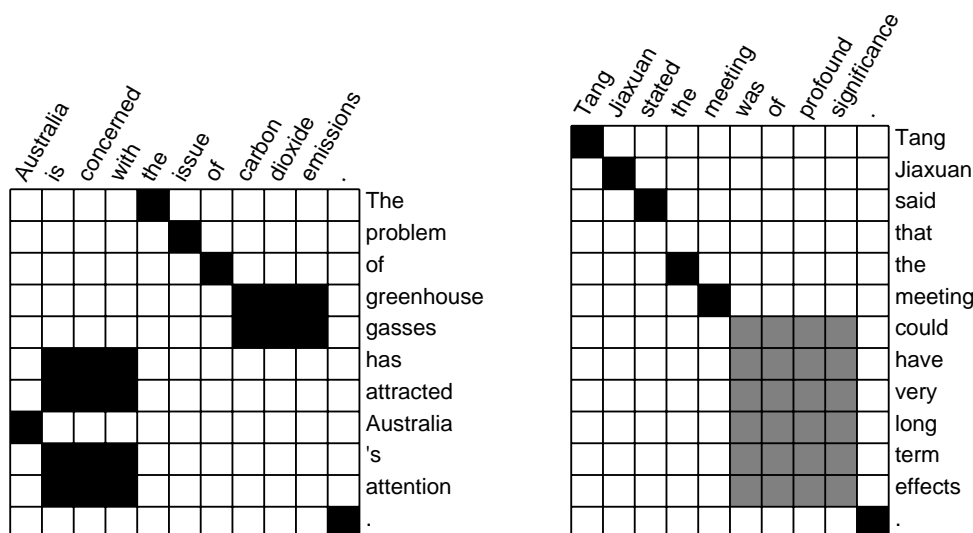 Australia
is
concerned
with
the
issue
of
carbon
dioxide
emissions
.
The
problem
of
greenhouse
gasses
has
attracted
Australia
's
attention
.
Tang
Jiaxuan
stated
the
meeting
was
of
profound
significance
.
Tang
Jiaxuan
said
that
the
meeting
could
have
very
long
term
effects
.